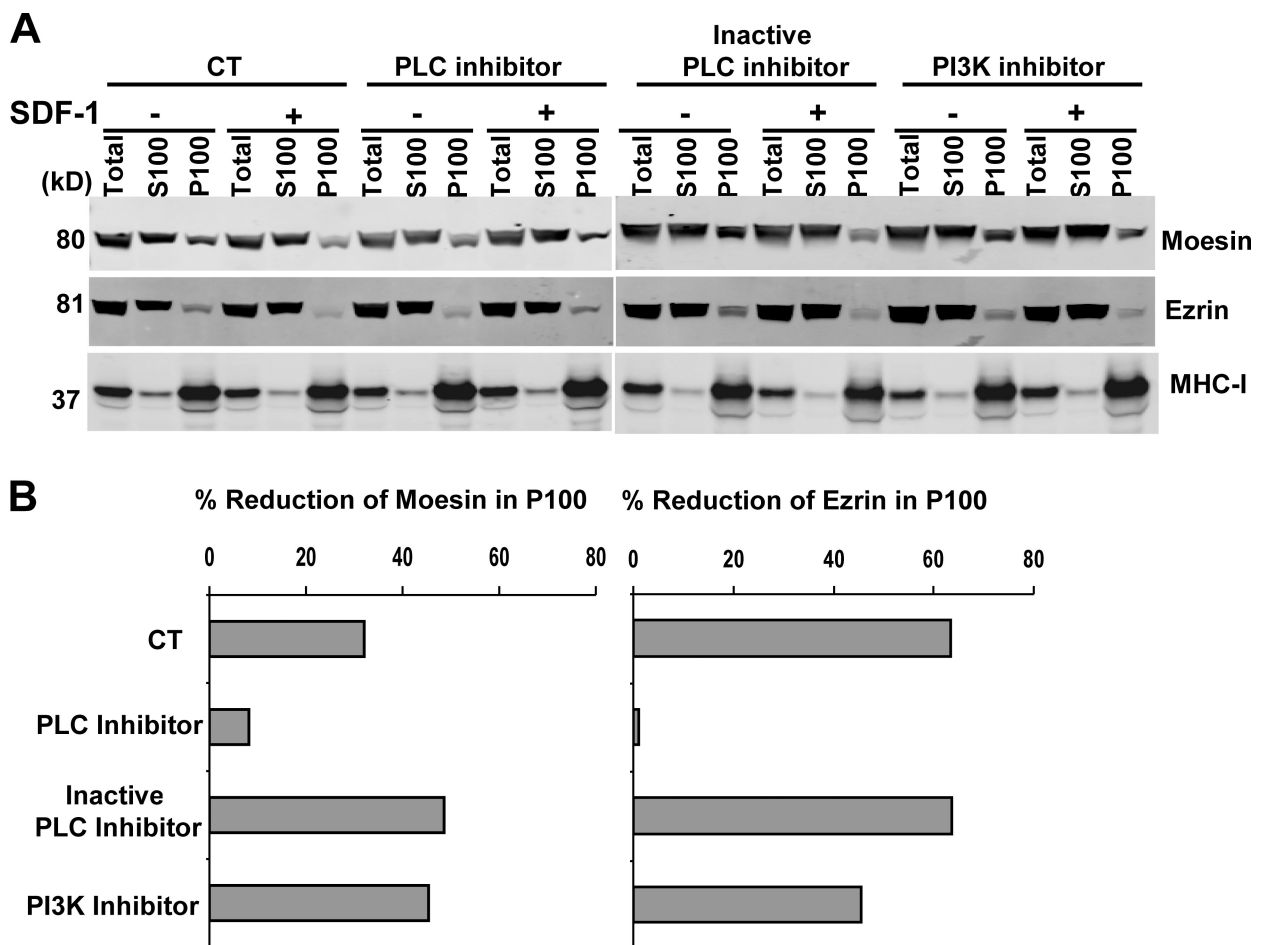 A
CT PLC inhibitor Inactive PLC inhibitor PI3K inhibitor
SDF-1 - + - + - + - +
(kD) Total S100 P100 Total S100 P100 Total S100 P100 Total S100 P100 Total S100 P100 Total S100 P100 Total S100 P100 Total S100 P100
80 Moesin
81 Ezrin
37 MHC-I
B
% Reduction of Moesin in P100 % Reduction of Ezrin in P100
0 20 40 60 80 0 20 40 60 80
CT
PLC Inhibitor
Inactive
PLC Inhibitor
PI3K Inhibitor